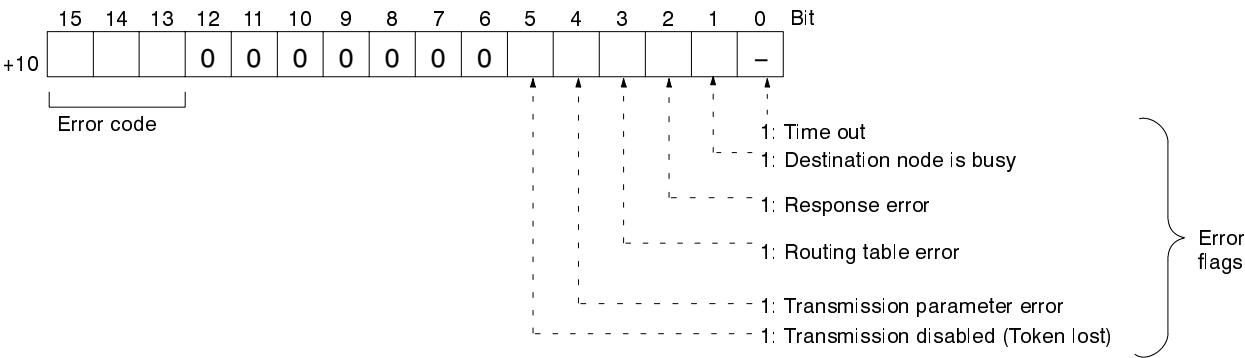 15 14 13 12 11 10 9 8 7 6 5 4 3 2 1 0 Bit
+10 0 0 0 0 0 0 0 –
Error code
1: Time out
1: Destination node is busy
1: Response error
1: Routing table error
1: Transmission parameter error
1: Transmission disabled (Token lost)
Error
flags